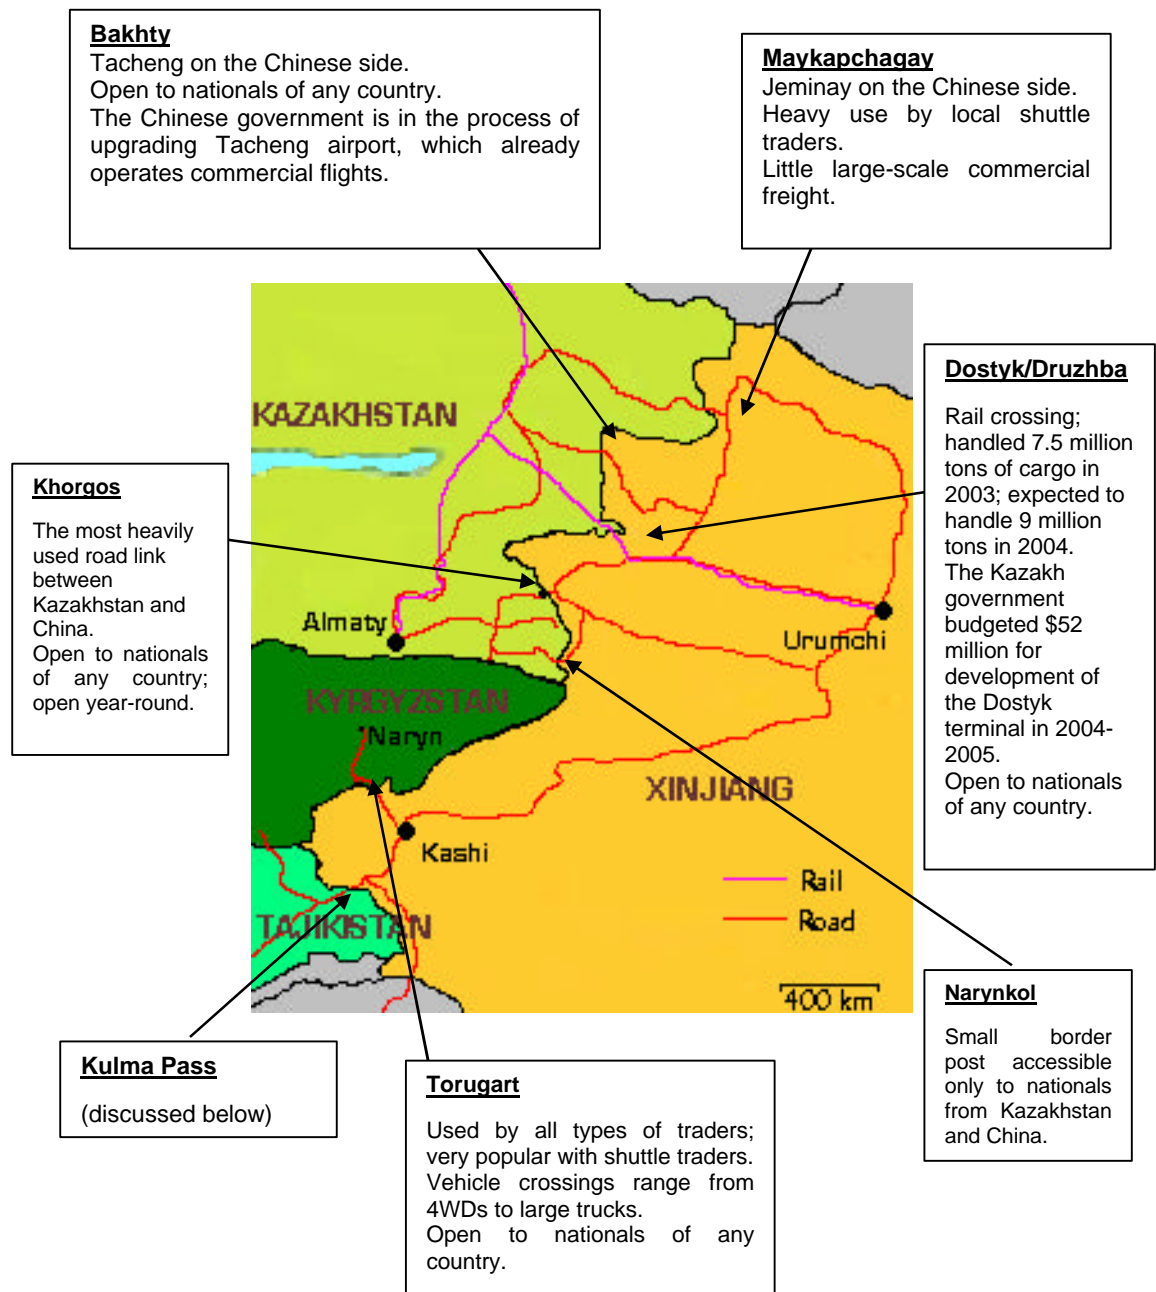 Bakhty
Tacheng on the Chinese side.
Open to nationals of any country.
The Chinese government is in the process of
upgrading Tacheng airport, which already
operates commercial flights.
Maykapchagay
Jeminay on the Chinese side.
Heavy use by local shuttle
traders.
Little large-scale commercial
freight.
Dostyk/Druzhba
Rail crossing;
handled 7.5 million
tons of cargo in
2003; expected to
handle 9 million
tons in 2004.
The Kazakh
government
budgeted $52
million for
development of
the Dostyk
terminal in 2004-
2005.
Open to nationals
of any country.
Khorgos
The most heavily
used road link
between
Kazakhstan and
China.
Open to nationals
of any country;
open year-round.
KAZAKHSTAN
Almaty
Urumchi
KYRGYZSTAN
Naryn
XINJIANG
Kashi
TAJIKISTAN
Rail
Road
400 km
Narynkol
Small border
post accessible
only to nationals
from Kazakhstan
and China.
Kulma Pass
(discussed below)
Torugart
Used by all types of traders;
very popular with shuttle traders.
Vehicle crossings range from
4WDs to large trucks.
Open to nationals of any
country.